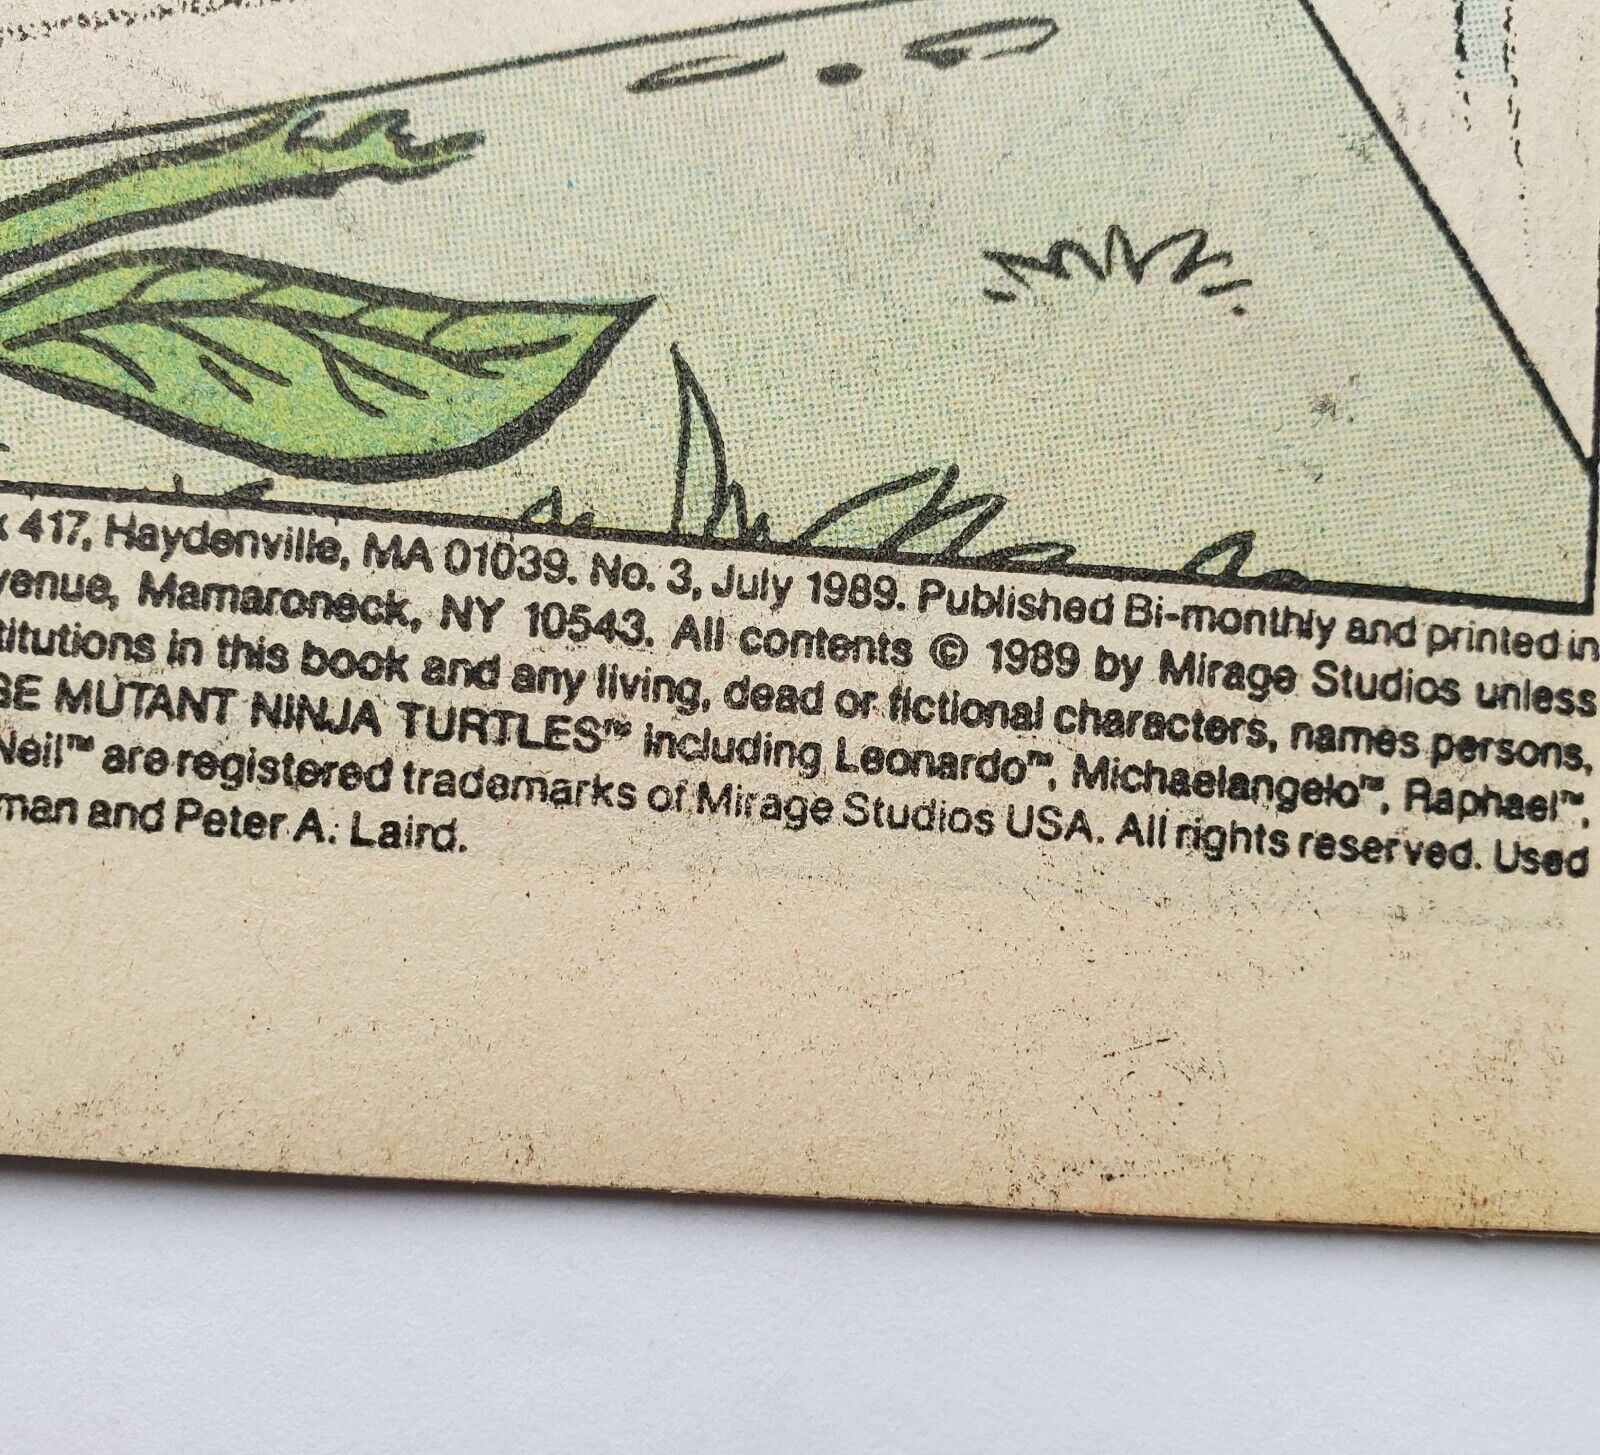 417, Haydenville, MA 01039. No. 3, July 1989. Published Bi-monthly and printed in
venue, Mamaroneck, NY 10543. All contents © 1989 by Mirage Studios unless
titutions in this book and any living, dead or fictional characters, names persons,
GE MUTANT NINJA TURTLES™ including Leonardo™, Michaelangelo™, Raphael™,
Neil™ are registered trademarks of Mirage Studios USA. All rights reserved. Used
man and Peter A. Laird.